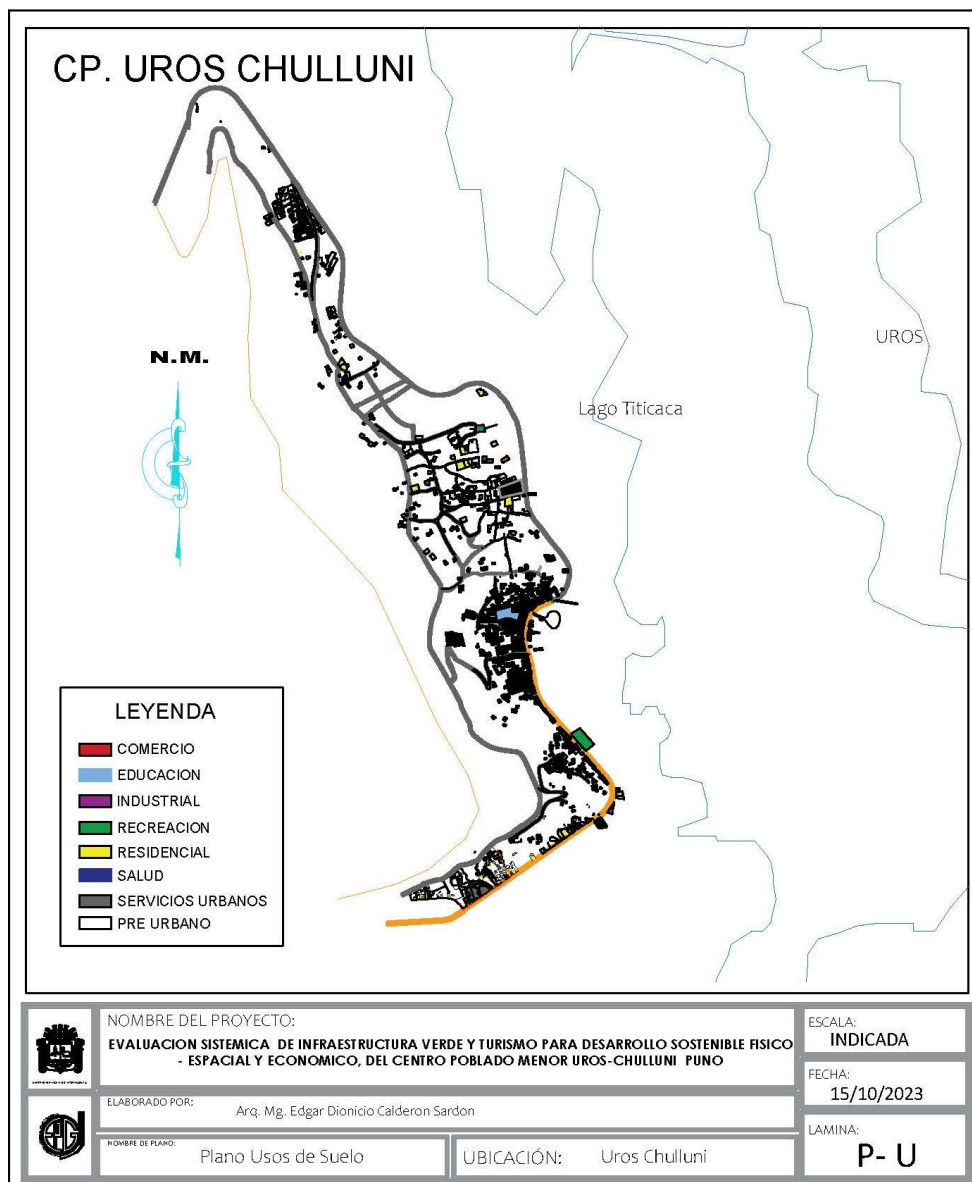 CP. UROS CHULLUNI
UROS
N.M.
Lago Titicaca
LEYENDA
COMERCIO
EDUCACION
INDUSTRIAL
RECREACION
RESIDENCIAL
SALUD
SERVICIOS URBANOS
PRE URBANO
NOMBRE DEL PROYECTO:
EVALUACION SISTEMICA DE INFRAESTRUCTURA VERDE Y TURISMO PARA DESARROLLO SOSTENIBLE FISICO
- ESPACIAL Y ECONOMICO, DEL CENTRO POBLADO MENOR UROS-CHULLUNI PUNO
ESCALA:
INDICADA
FECHA:
15/10/2023
ELABORADO POR: Arq. Mg. Edgar Dionicio Calderon Sardon
NOMBRE DE PLANO: Plano Usos de Suelo
UBICACIÓN: Uros Chulluni
LAMINA:
P- U